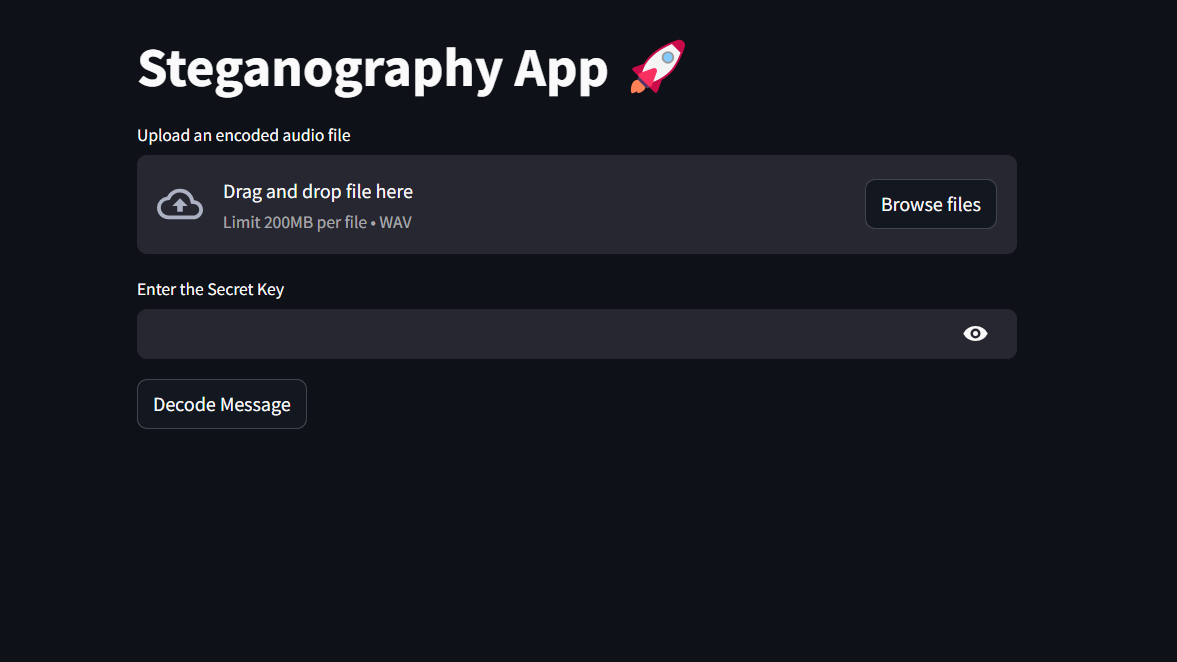 Steganography App 🚀
Upload an encoded audio file
Drag and drop file here
Limit 200MB per file • WAV
Browse files
Enter the Secret Key
Decode Message